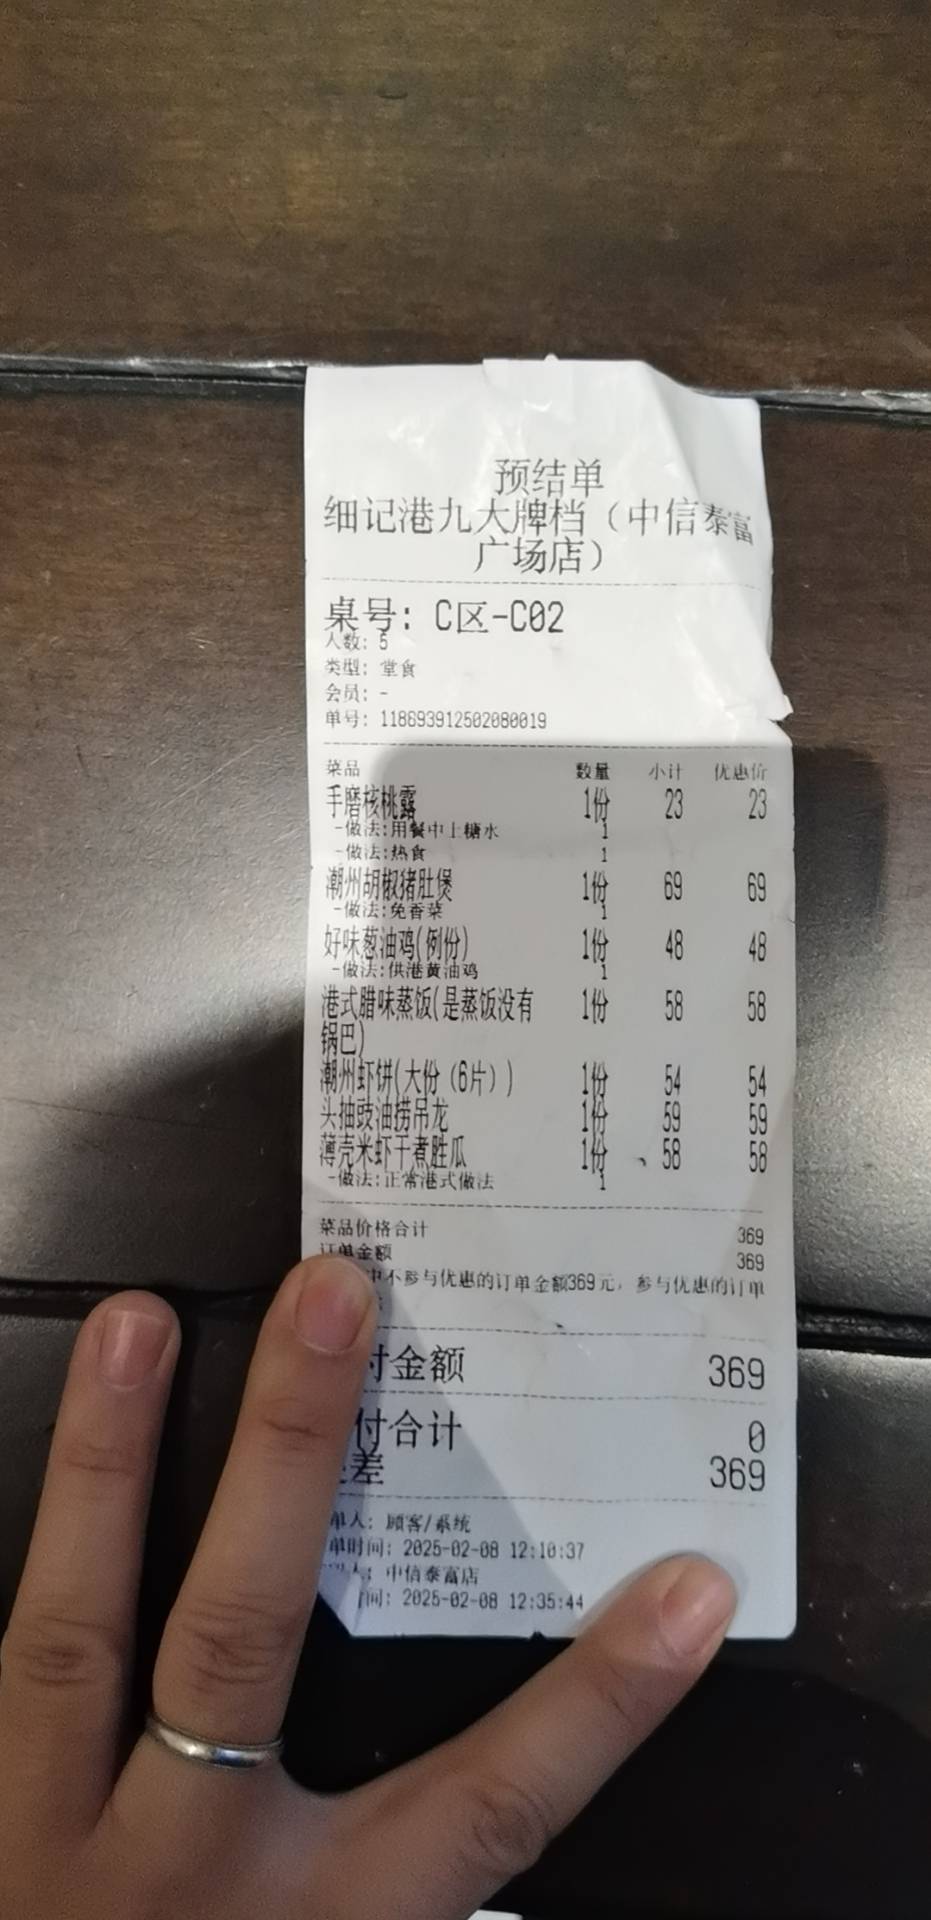 预结单
细记港九大牌档（中信泰富
广场店）
桌号: C区-C02
人数: 5
类型: 堂食
会员: -
单号: 118693912502080019
菜品 数量 小计 优惠价
手磨核桃露 1份 23 23
-做法:用餐中上糖水 1
-做法:热食 1
潮州胡椒猪肚煲 1份 69 69
-做法:免香菜 1
好味葱油鸡(例份) 1份 48 48
-做法:供港黄油鸡 1
港式腊味蒸饭(是蒸饭没有 1份 58 58
锅巴)
潮州虾饼(大份（6片）) 1份 54 54
头抽豉油捞吊龙 1份 59 59
薄壳米虾干煮胜瓜 1份 58 58
-做法:正常港式做法 1
菜品价格合计 369
订单金额 369
中不参与优惠的订单金额369元，参与优惠的订单
付金额 369
付合计 0
差 369
单人: 顾客/系统
单时间: 2025-02-08 12:10:37
人: 中信泰富店
间: 2025-02-08 12:35:44